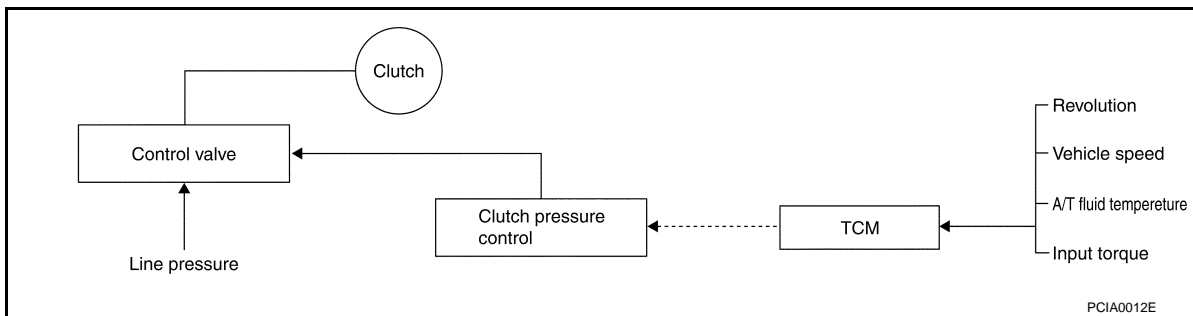 Clutch
Revolution
Control valve
Vehicle speed
A/T fluid tempereture
Clutch pressure
control
TCM
Input torque
Line pressure
PCIA0012E